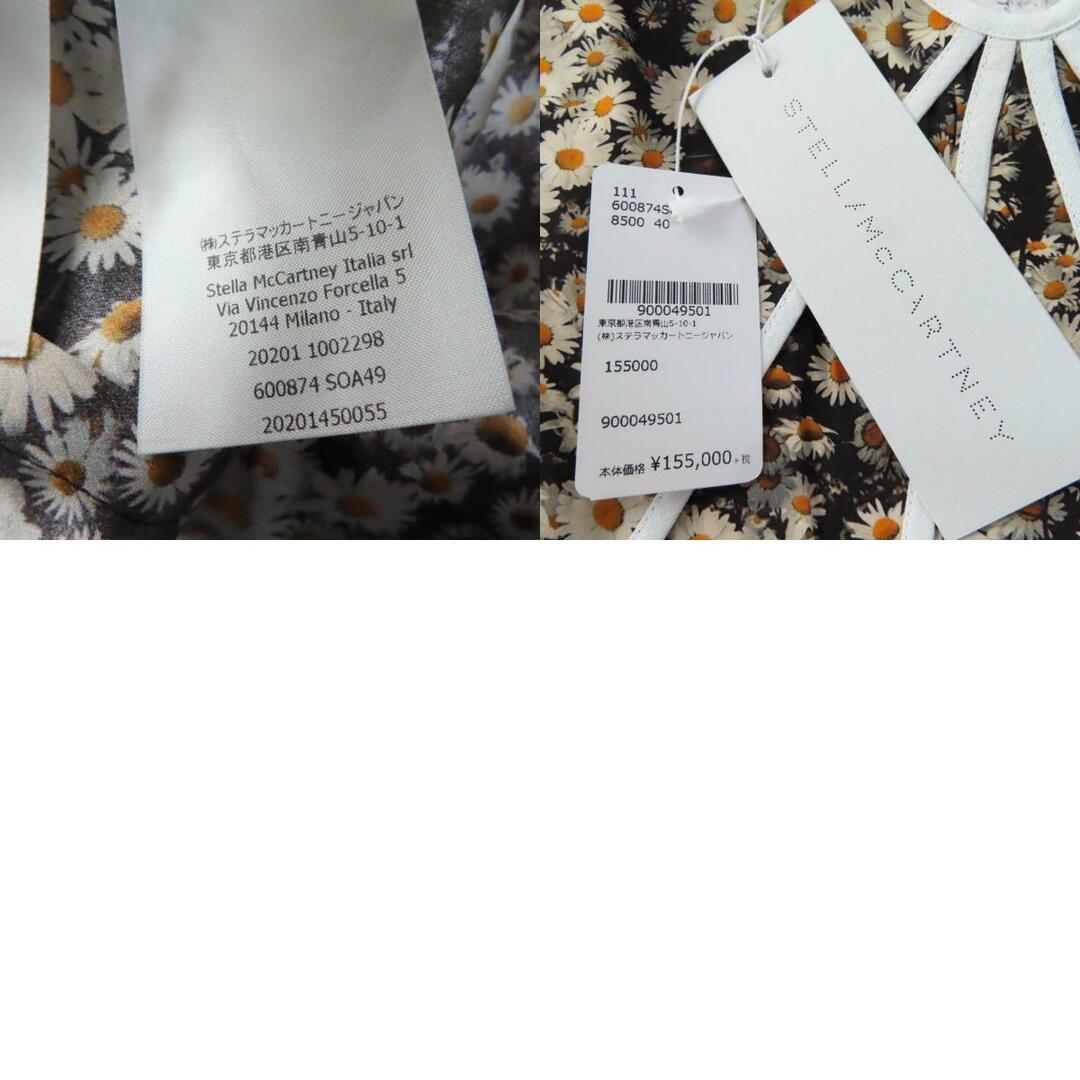 (株)ステラマッカートニージャパン
東京都港区南青山5-10-1
Stella McCartney Italia srl
Via Vincenzo Forcella 5
20144 Milano - Italy
20201 1002298
600874 SOA49
20201450055
111
600874S
8500 40
900049501
東京都港区南青山5-10-1
(株)ステラマッカートニージャパン
155000
900049501
本体価格 ¥155,000+税
STELLA McCARTNEY